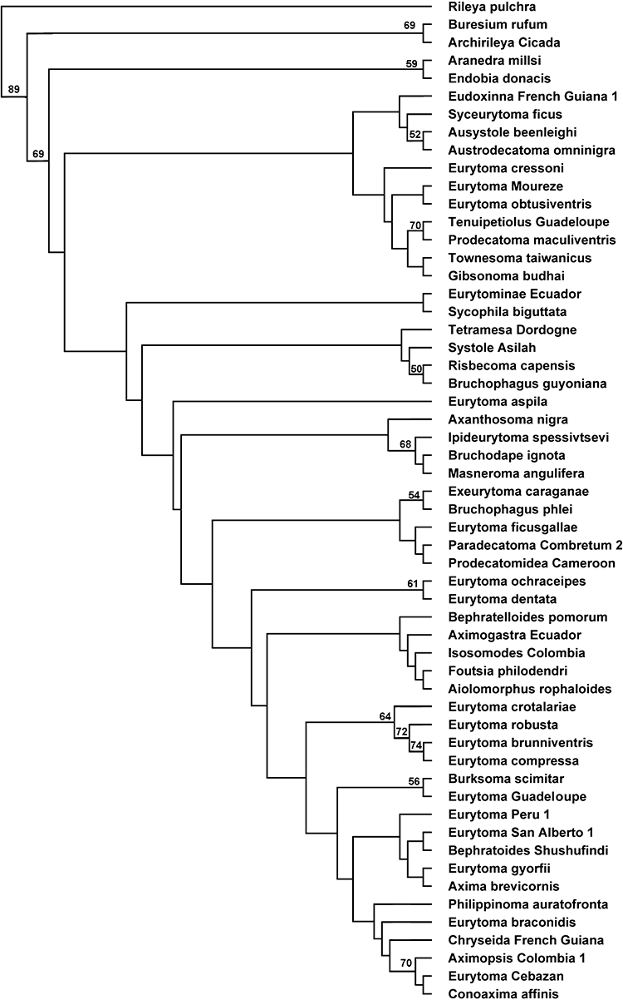 Rileya pulchra
69
Buresium rufum
Archirileya Cicada
59
Aranedra millsi
Endobia donacis
89
Eudoxinna French Guiana 1
Syceurytoma ficus
52
Ausystole beenleighi
Austrodecatoma omninigra
69
Eurytoma cressoni
Eurytoma Moureze
Eurytoma obtusiventris
70
Tenuipetiolus Guadeloupe
Prodecatoma maculiventris
Townesoma taiwanicus
Gibsonoma budhai
Eurytominae Ecuador
Sycophila biguttata
Tetramesa Dordogne
Systole Asilah
50
Risbecoma capensis
Bruchophagus guyoniana
Eurytoma aspila
Axanthosoma nigra
Ipideurytoma spessivtsevi
68
Bruchodape ignota
Masneroma angulifera
54
Exeurytoma caraganae
Bruchophagus phlei
Eurytoma ficusgallae
Paradecatoma Combretum 2
Prodecatomidea Cameroon
61
Eurytoma ochraceipes
Eurytoma dentata
Bephratelloides pomorum
Aximogastra Ecuador
Isosomodes Colombia
Foutsia philodendri
Aiolomorphus rophaloides
Eurytoma crotalariae
64
Eurytoma robusta
72
74
Eurytoma brunniventris
Eurytoma compressa
56
Burksoma scimitar
Eurytoma Guadeloupe
Eurytoma Peru 1
Eurytoma San Alberto 1
Bephratoides Shushufindi
Eurytoma gyorfii
Axima brevicornis
Philippinoma auratofronta
Eurytoma braconidis
Chryseida French Guiana
70
Aximopsis Colombia 1
Eurytoma Cebazan
Conoaxima affinis